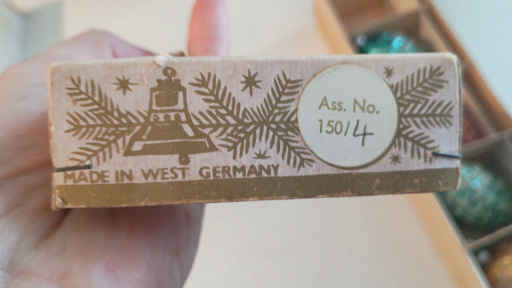 Ass. No.
150/4
MADE IN WEST GERMANY